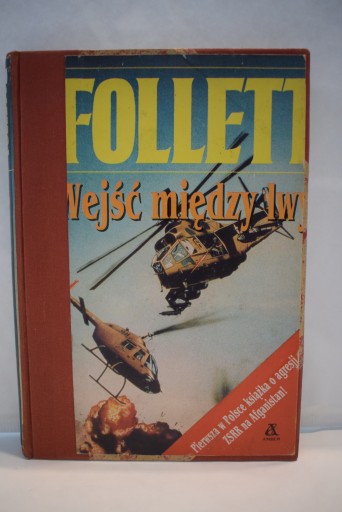 FOLLETT
Wejść między lwy
Pierwsza w Polsce książka o agresji
ZSRR na Afganistan!